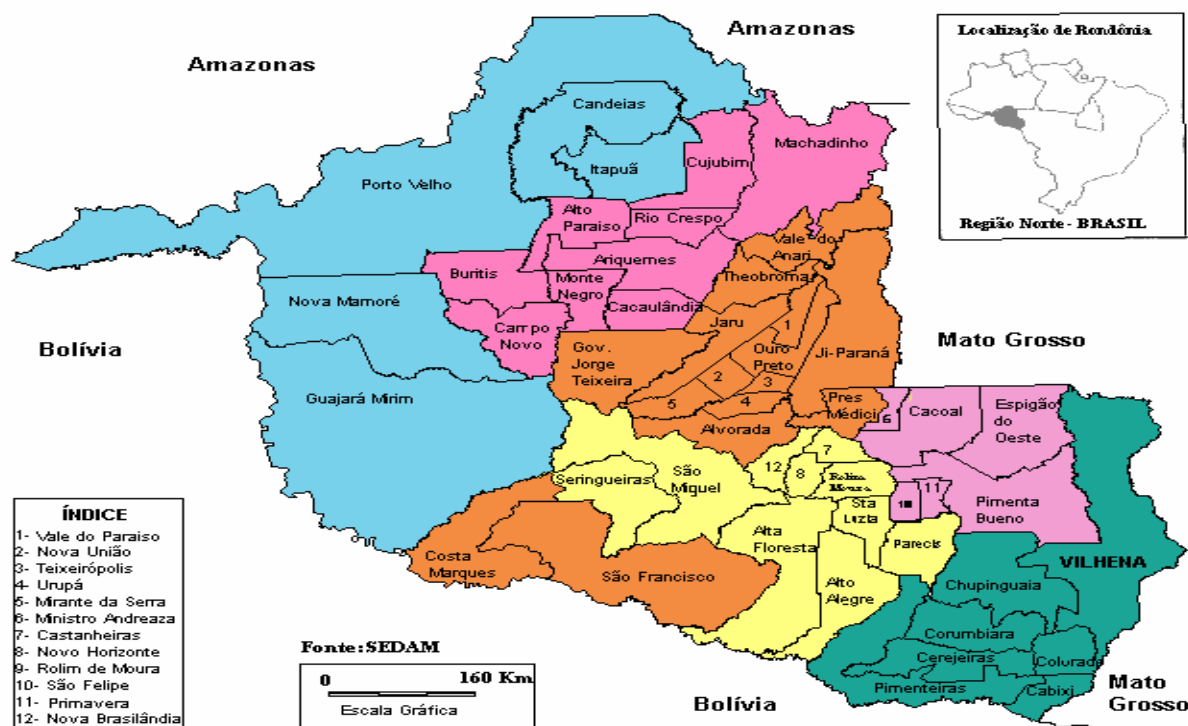 Amazonas
Amazonas
Localização de Rondônia
Região Norte - BRASIL
Candeias
Itapuã
Cujubim
Machadinho
Porto Velho
Alto
Paraíso
Rio Crespo
Vale do
Anari
Buritis
Ariquemes
Theobroma
Monte
Negro
Nova Mamoré
Cacaulândia
Jaru
1
Campo
Novo
Bolívia
Gov.
Jorge
Teixeira
Ouro
Preto
Ji-Paraná
Mato Grosso
2
3
Guajará Mirim
5
4
Pres
Médici
6
Cacoal
Espigão
do
Oeste
Alvorada
7
Seringueiras
São
Miquel
12
8
Rolim
Moura
Sta
Luzia
10
11
Pimenta
Bueno
Alta
Floresta
Parecis
VILHENA
Costa
Marques
São Francisco
Alto
Alegre
Chupinguaia
Corumbiara
Cerejeiras
Colorado
Pimenteiras
Cabixi
Mato
Grosso
Bolívia
ÍNDICE
1- Vale do Paraiso
2- Nova União
3- Teixeirópolis
4- Urupá
5- Mirante da Serra
6- Ministro Andreaza
7- Castanheiras
8- Novo Horizonte
9- Rolim de Moura
10- São Felipe
11- Primavera
12- Nova Brasilândia
Fonte:SEDAM
0 160 Km
Escala Gráfica